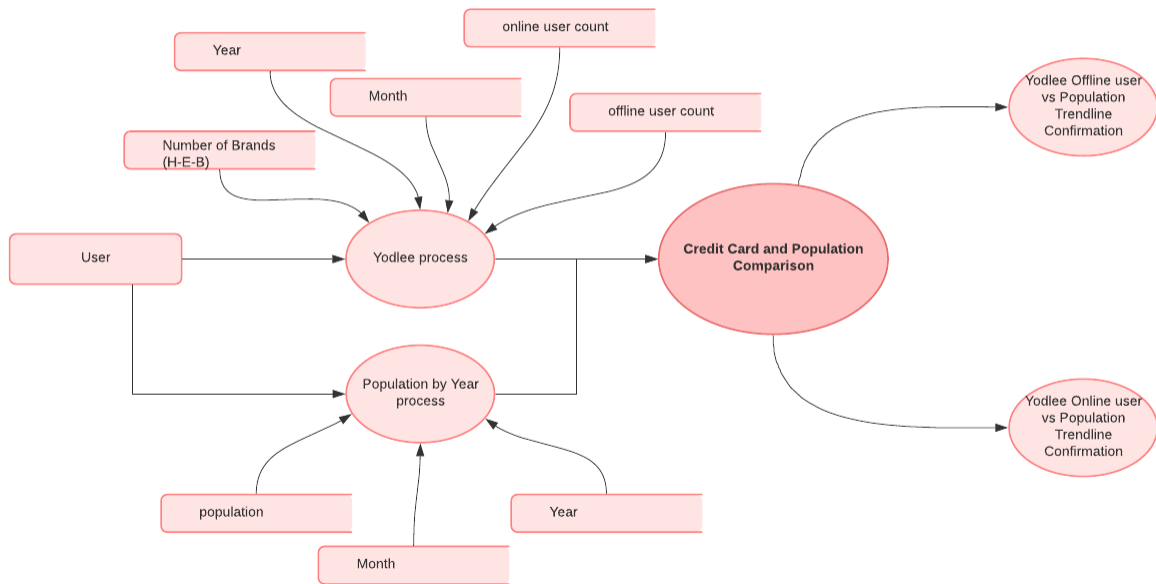 online user count
Year
Month
offline user count
Number of Brands
(H-E-B)
Yodlee Offline user
vs Population
Trendline
Confirmation
User
Yodlee process
Credit Card and Population
Comparison
Population by Year
process
Yodlee Online user
vs Population
Trendline
Confirmation
population
Year
Month